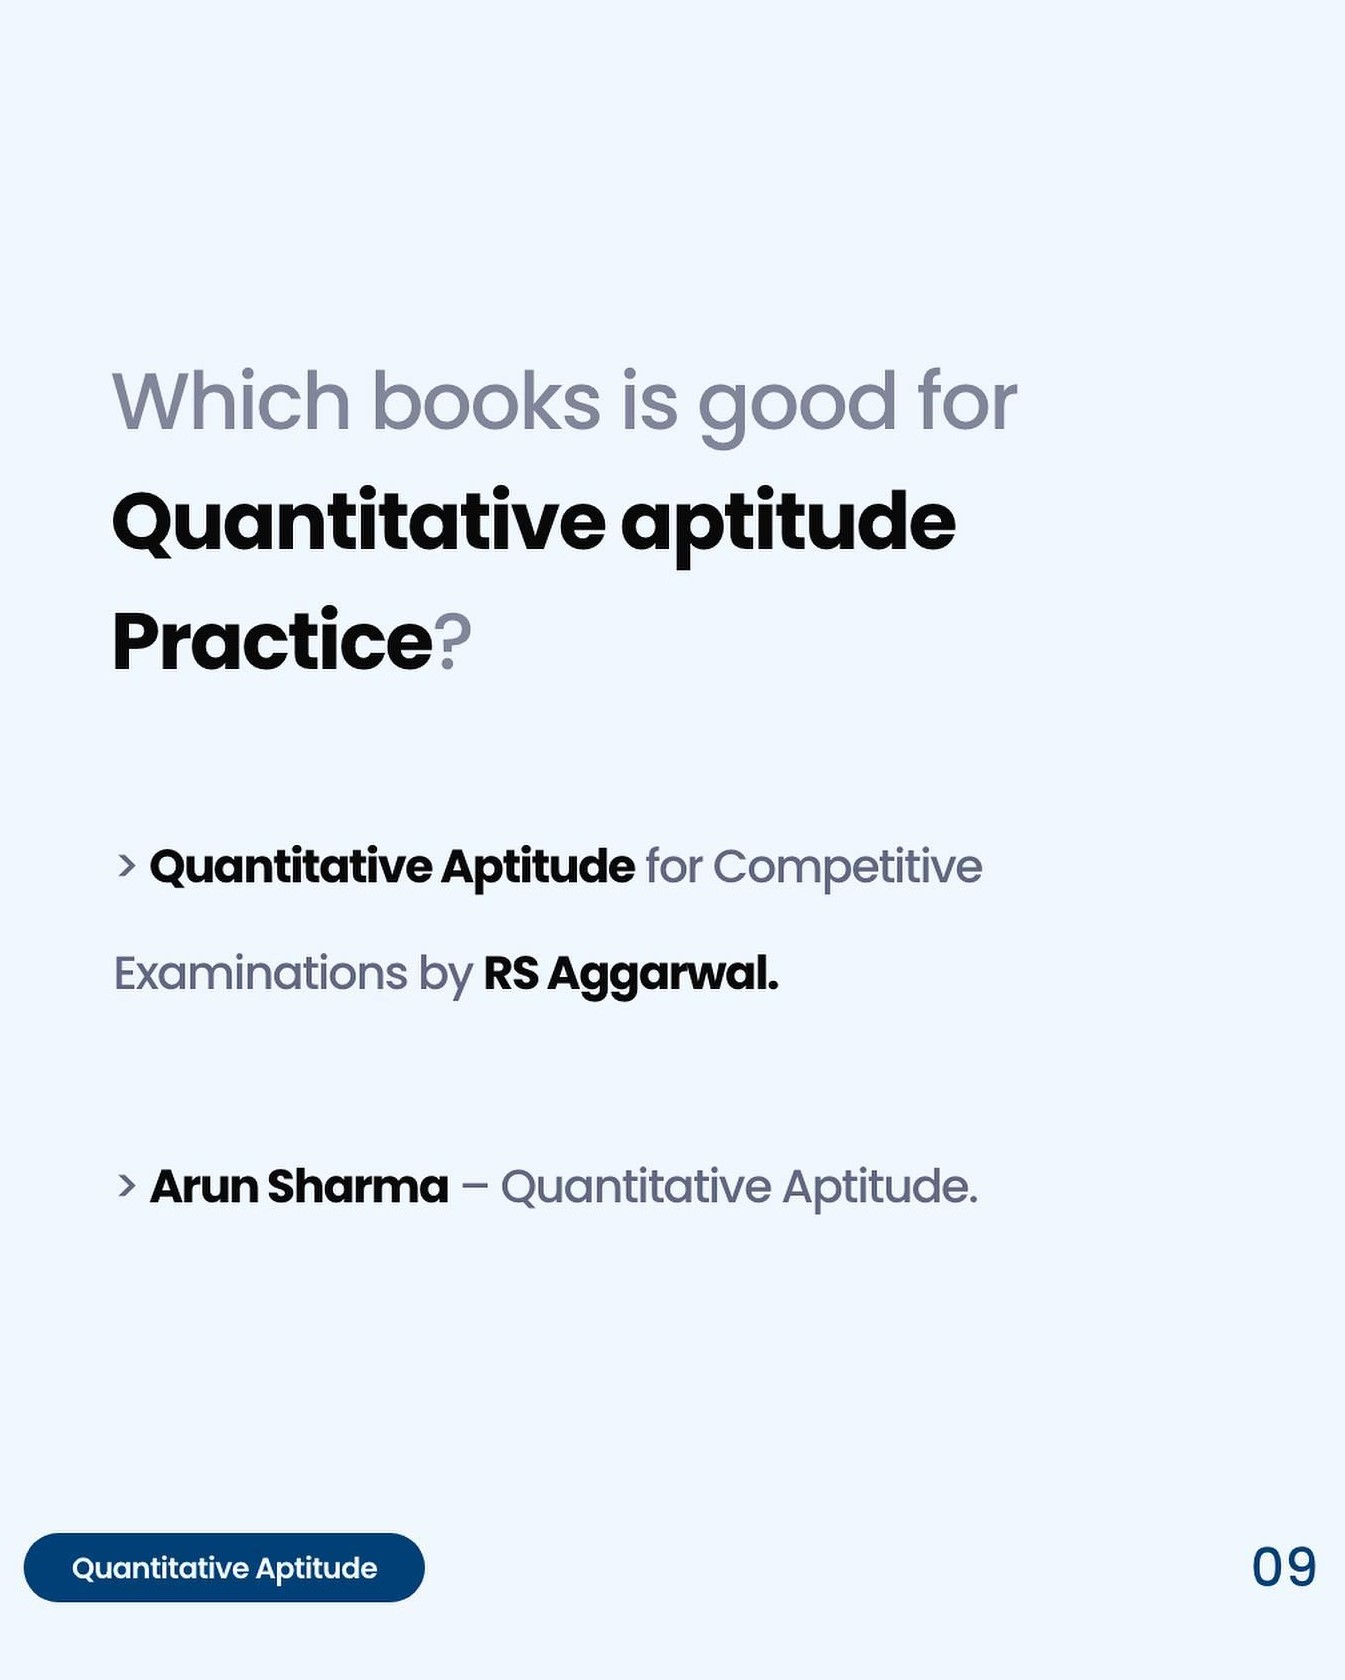 Which books is good for
Quantitative aptitude
Practice?
> Quantitative Aptitude for Competitive
Examinations by RS Aggarwal.
> Arun Sharma – Quantitative Aptitude.
Quantitative Aptitude
09